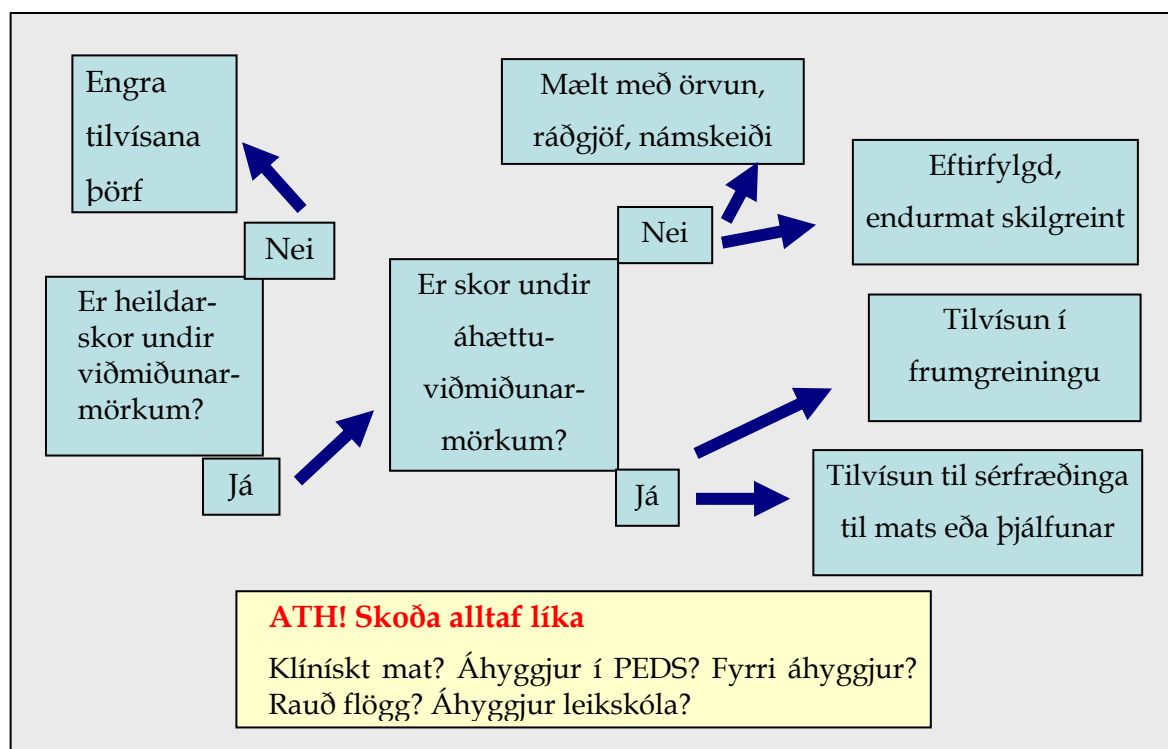 Engra
tilvísana
þörf
Nei
Er heildar-
skor undir
viðmiðunar-
mörkum?
Já
Mælt með örvun,
ráðgjöf, námskeiði
Nei
Er skor undir
áhættu-
viðmiðunar-
mörkum?
Já
Eftirfylgd,
endurmat skilgreint
Tilvísun í
frumgreiningu
Tilvísun til sérfræðinga
til mats eða þjálfunar
ATH! Skoða alltaf líka
Klínískt mat? Áhyggjur í PEDS? Fyrri áhyggjur?
Rauð flögg? Áhyggjur leikskóla?